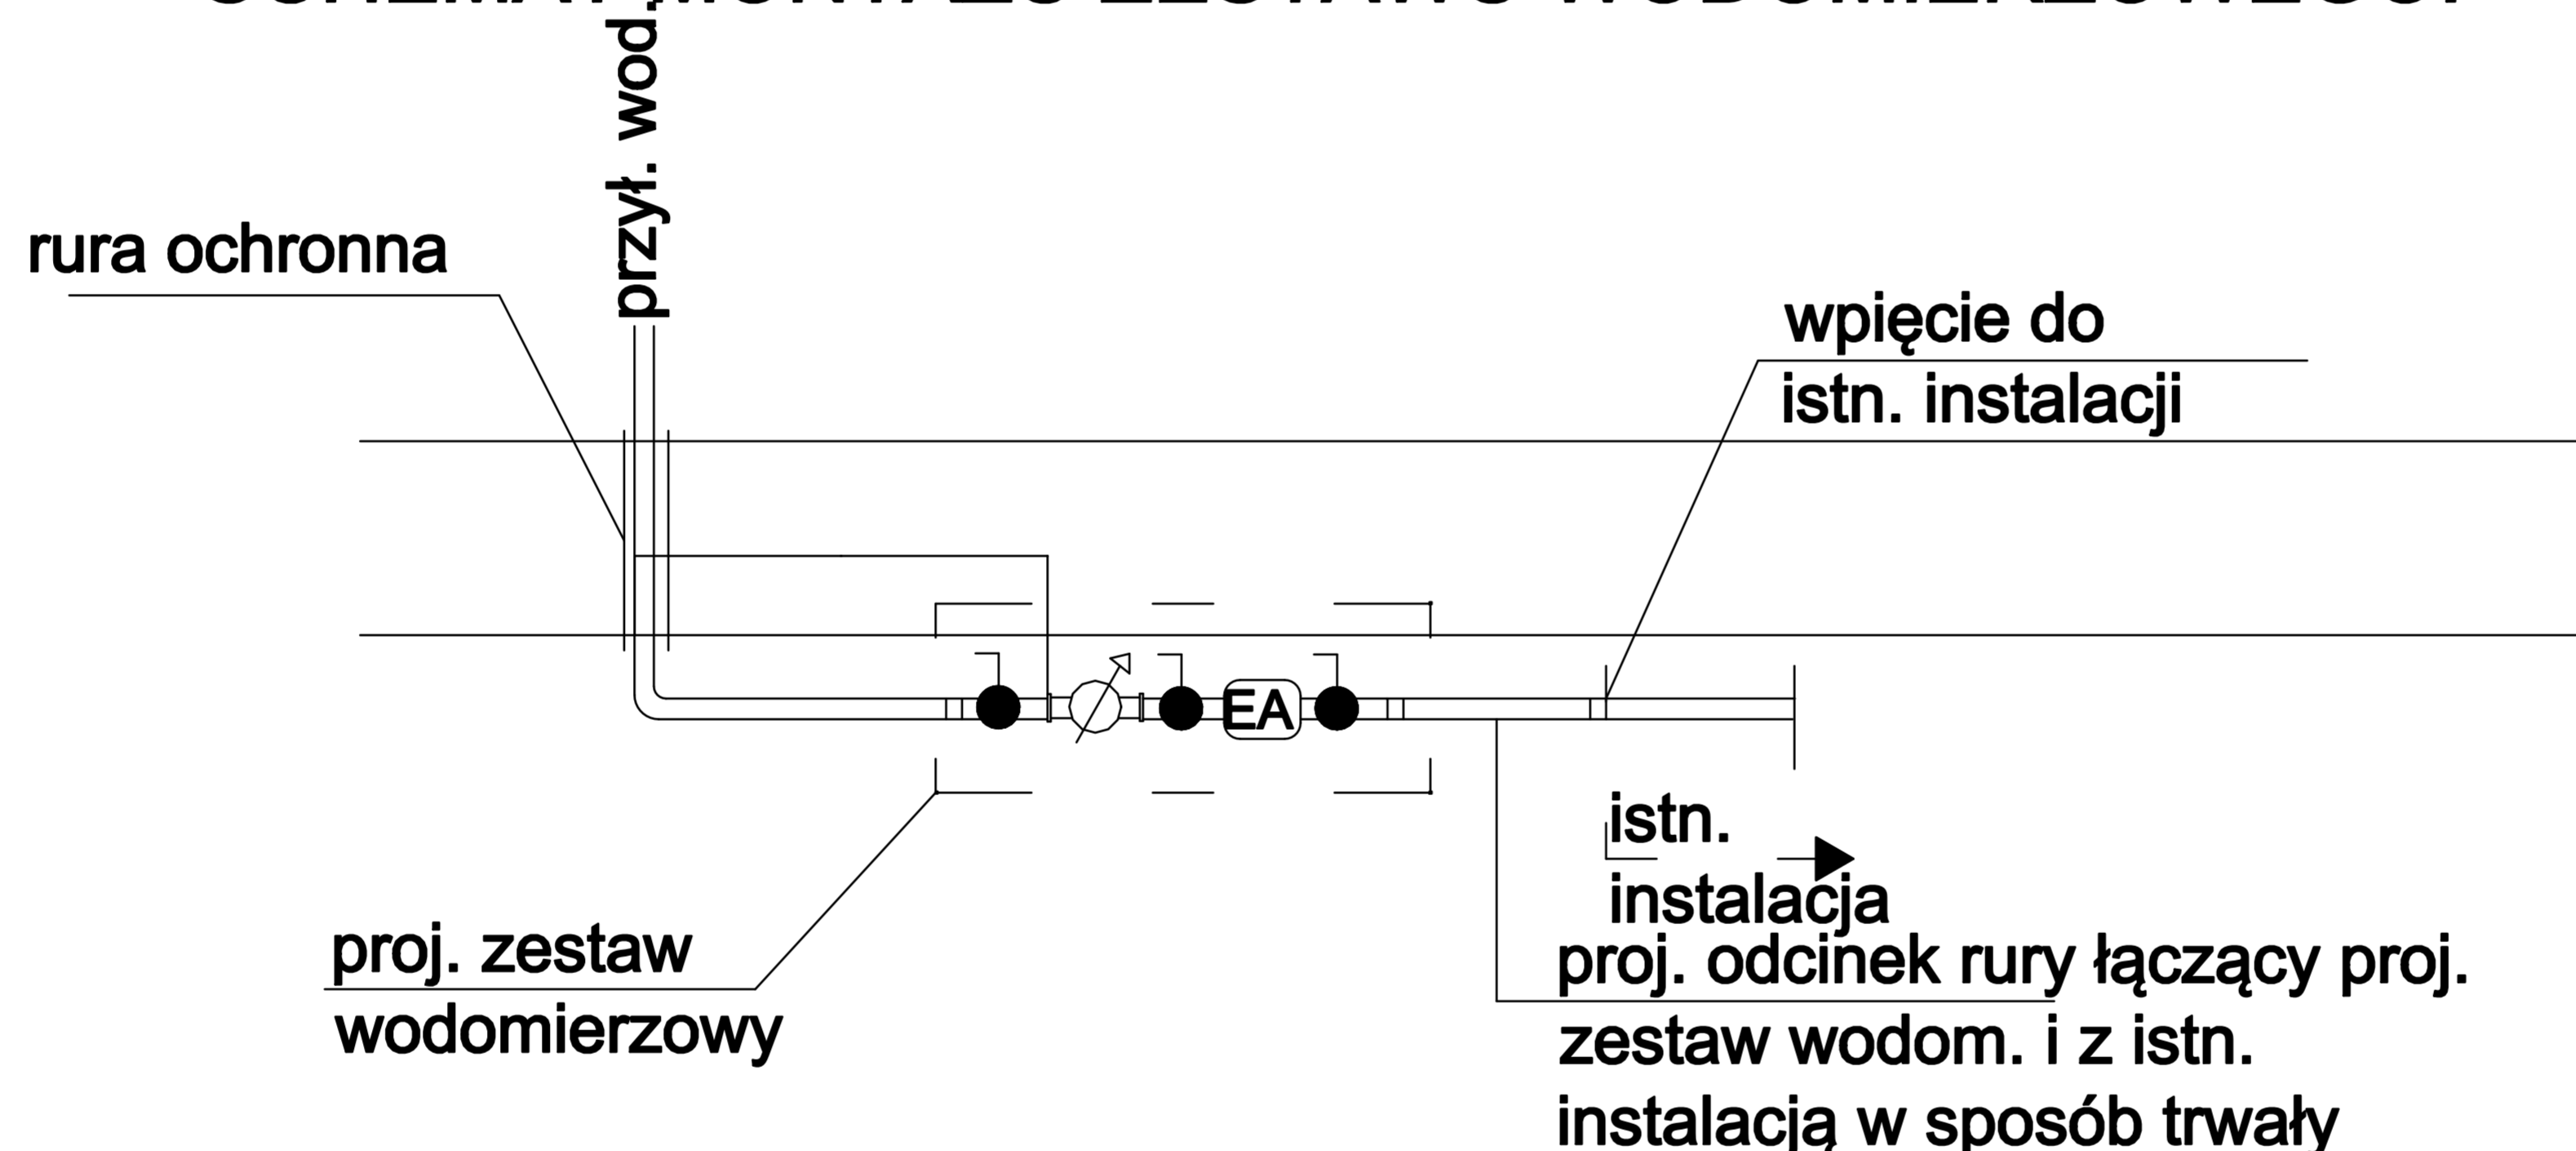 przył. wod.
rura ochronna
wpięcie do
istn. instalacji
EA
istn.
instalacja
proj. zestaw
wodomierzowy
proj. odcinek rury łączący proj.
zestaw wodom. i z istn.
instalacją w sposób trwały